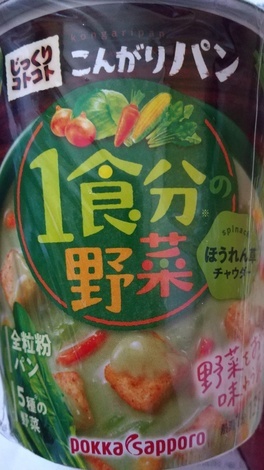 じっくり
コトコト
kongaripan
こんがりパン
1食分の
野菜
※
spinach
ほうれん草
チャウダー
全粒粉
パン
5種の
野菜
野菜を
味わ
POKKA SAPPORO